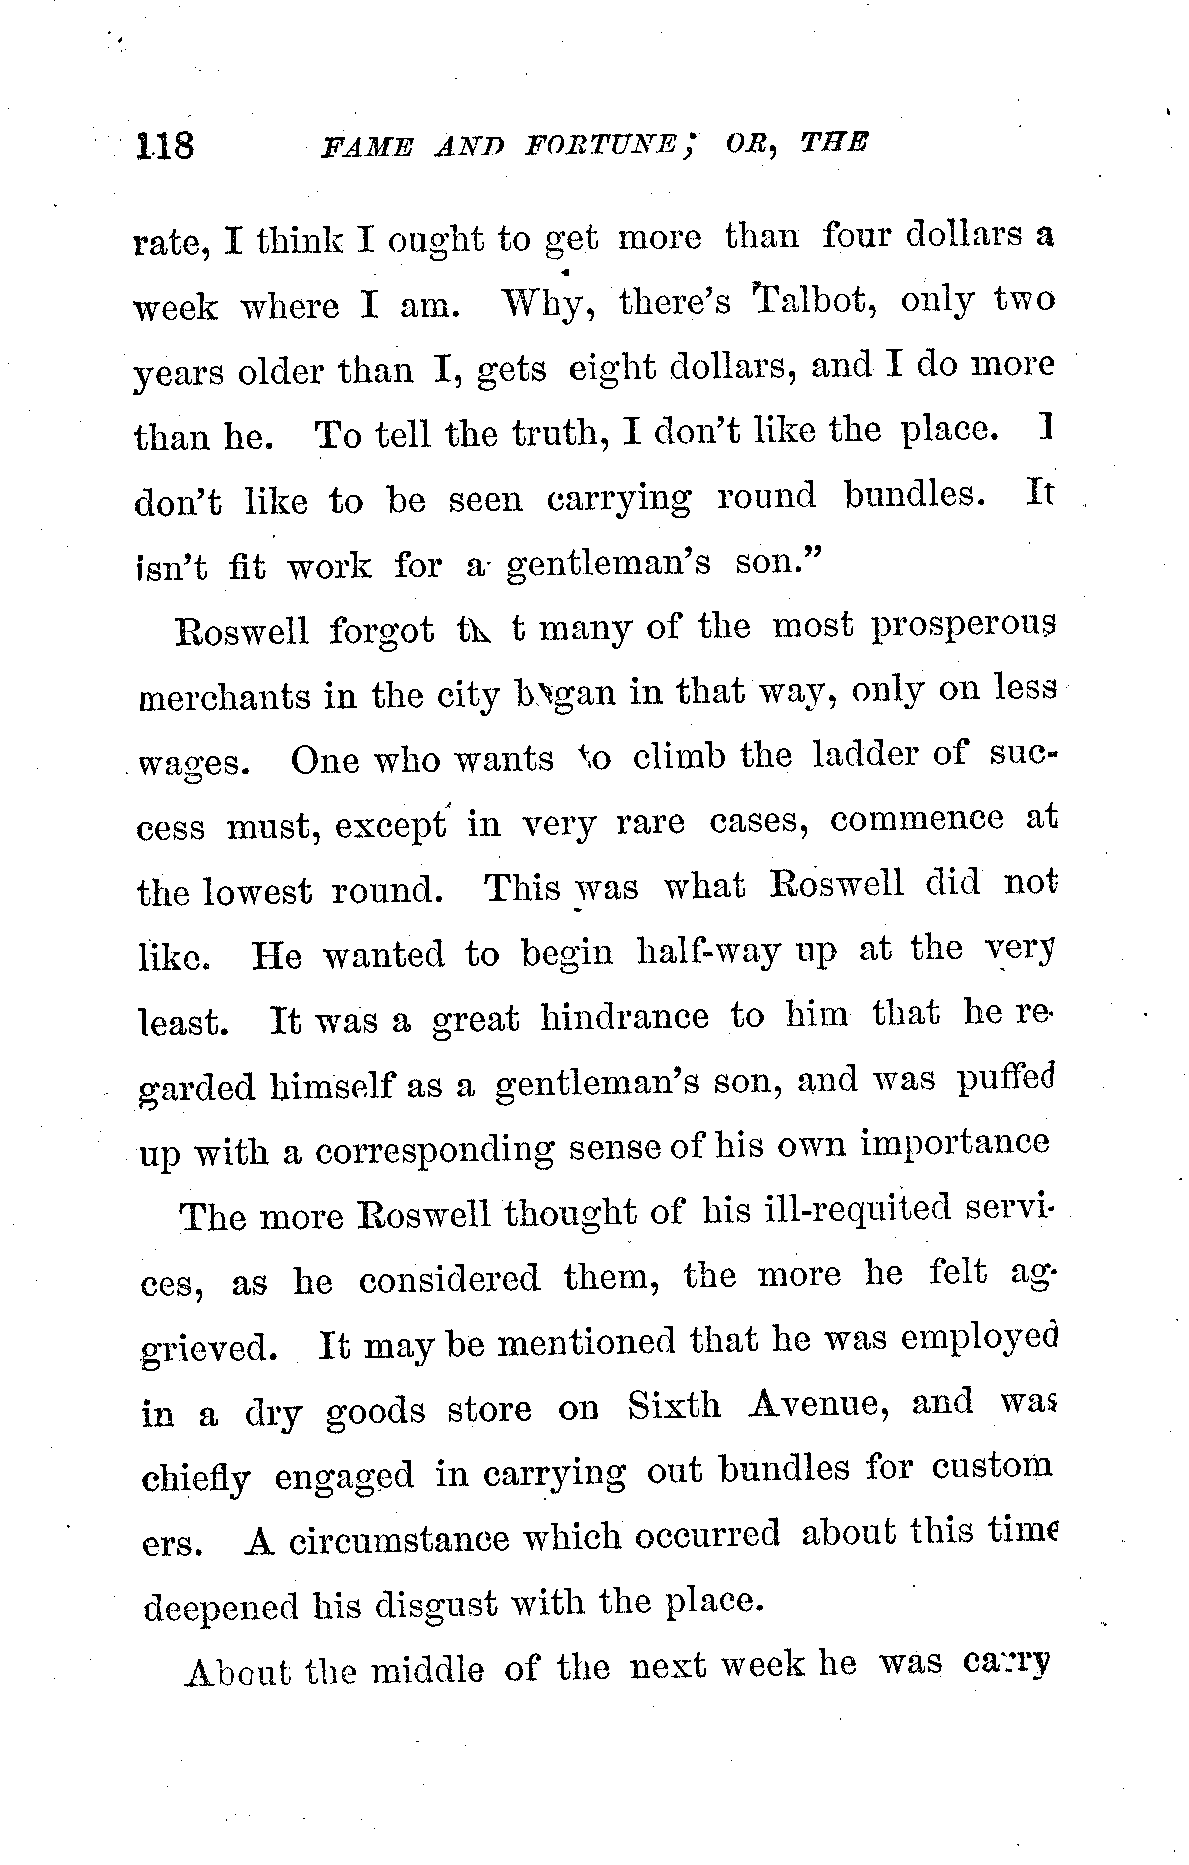 118 FAME AND FORTUNE; OR, THE
rate, I think I ought to get more than four dollars a
week where I am. Why, there's Talbot, only two
years older than I, gets eight dollars, and I do more
than he. To tell the truth, I don't like the place. I
don't like to be seen carrying round bundles. It
isn't fit work for a gentleman's son."
Roswell forgot that many of the most prosperous
merchants in the city began in that way, only on less
wages. One who wants to climb the ladder of suc-
cess must, except in very rare cases, commence at
the lowest round. This was what Roswell did not
like. He wanted to begin half-way up at the very
least. It was a great hindrance to him that he re-
garded himself as a gentleman's son, and was puffed
up with a corresponding sense of his own importance
The more Roswell thought of his ill-requited servi-
ces, as he considered them, the more he felt ag-
grieved. It may be mentioned that he was employed
in a dry goods store on Sixth Avenue, and was
chiefly engaged in carrying out bundles for custom
ers. A circumstance which occurred about this time
deepened his disgust with the place.
About the middle of the next week he was carry